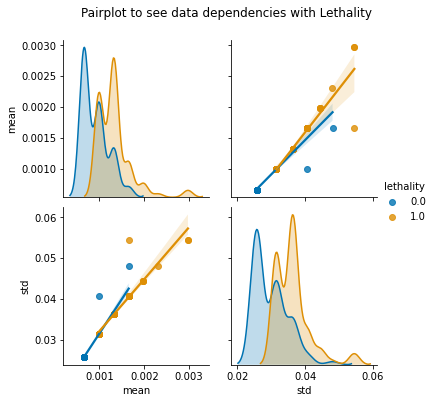 Pairplot to see data dependencies with Lethality
0.0030
0.0025
0.0020
0.0015
0.0010
mean
lethality
0.0
1.0
0.06
0.05
0.04
0.03
std
0.001 0.002 0.003
mean
0.02 0.04 0.06
std